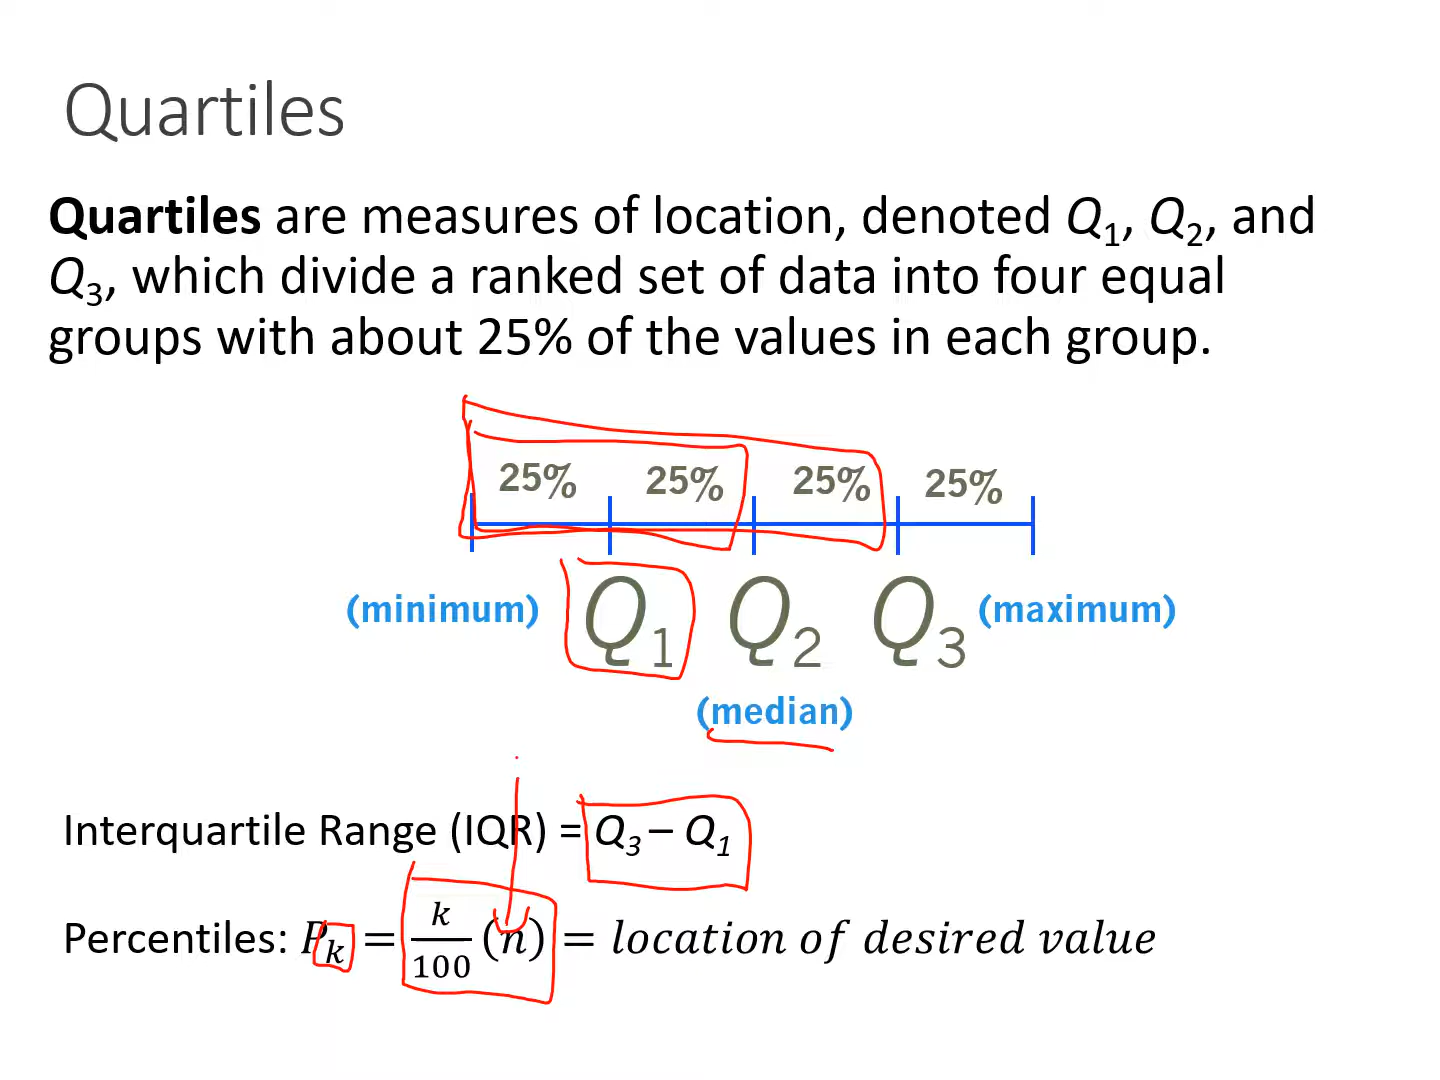 Quartiles
Quartiles are measures of location, denoted Q₁, Q₂, and
Q₃, which divide a ranked set of data into four equal
groups with about 25% of the values in each group.
25% 25% 25% 25%
(minimum) Q₁ Q₂ Q₃ (maximum)
(median)
Interquartile Range (IQR) = Q₃ – Q₁
Percentiles: Pₖ = k/100 (n) = location of desired value